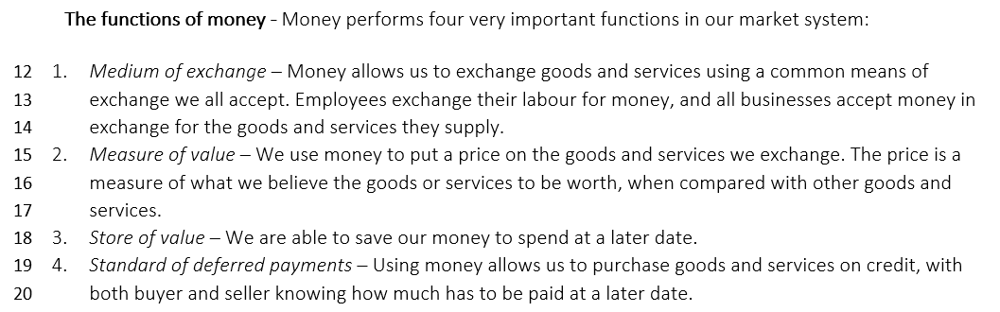 The functions of money - Money performs four very important functions in our market system:
12 1. Medium of exchange – Money allows us to exchange goods and services using a common means of
13 exchange we all accept. Employees exchange their labour for money, and all businesses accept money in
14 exchange for the goods and services they supply.
15 2. Measure of value – We use money to put a price on the goods and services we exchange. The price is a
16 measure of what we believe the goods or services to be worth, when compared with other goods and
17 services.
18 3. Store of value – We are able to save our money to spend at a later date.
19 4. Standard of deferred payments – Using money allows us to purchase goods and services on credit, with
20 both buyer and seller knowing how much has to be paid at a later date.